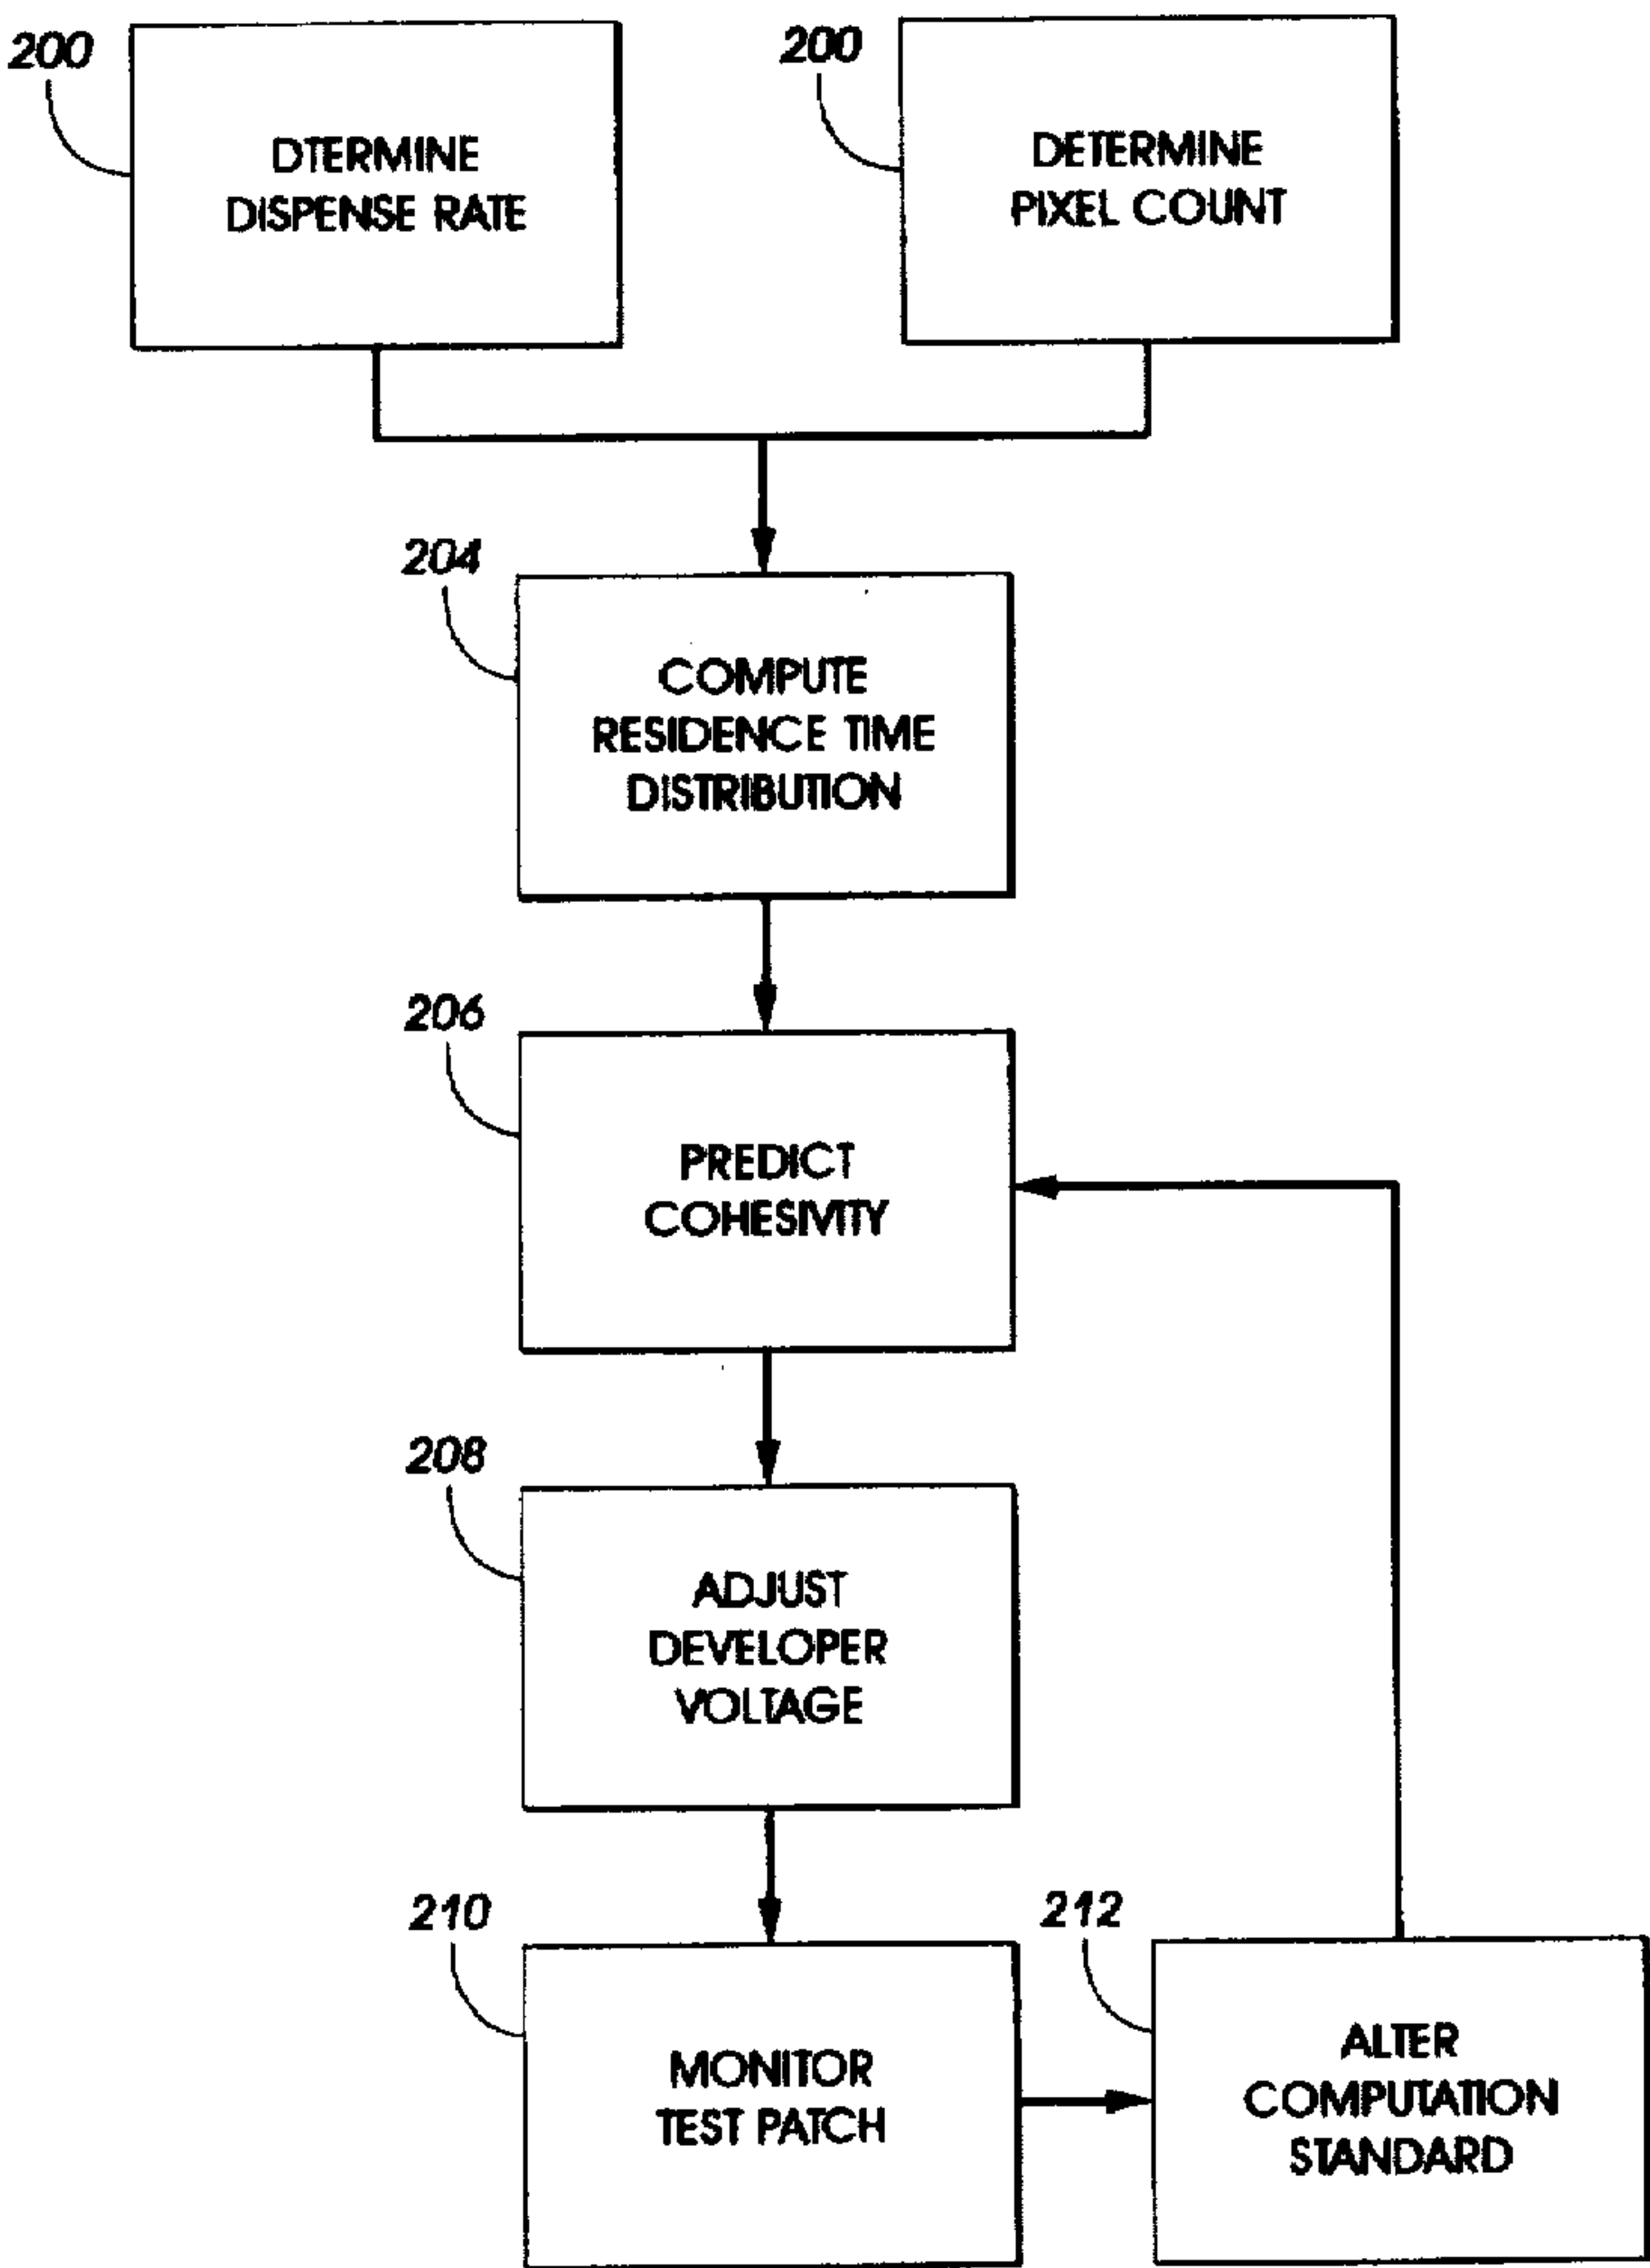 200
DTERMINE
DISPENSE RATE
200
DETERMINE
PIXEL COUNT
204
COMPUTE
RESIDENCE TIME
DISTRIBUTION
206
PREDICT
COHESIVITY
208
ADJUST
DEVELOPER
VOLTAGE
210
MONITOR
TEST PATCH
212
ALTER
COMPUTATION
STANDARD